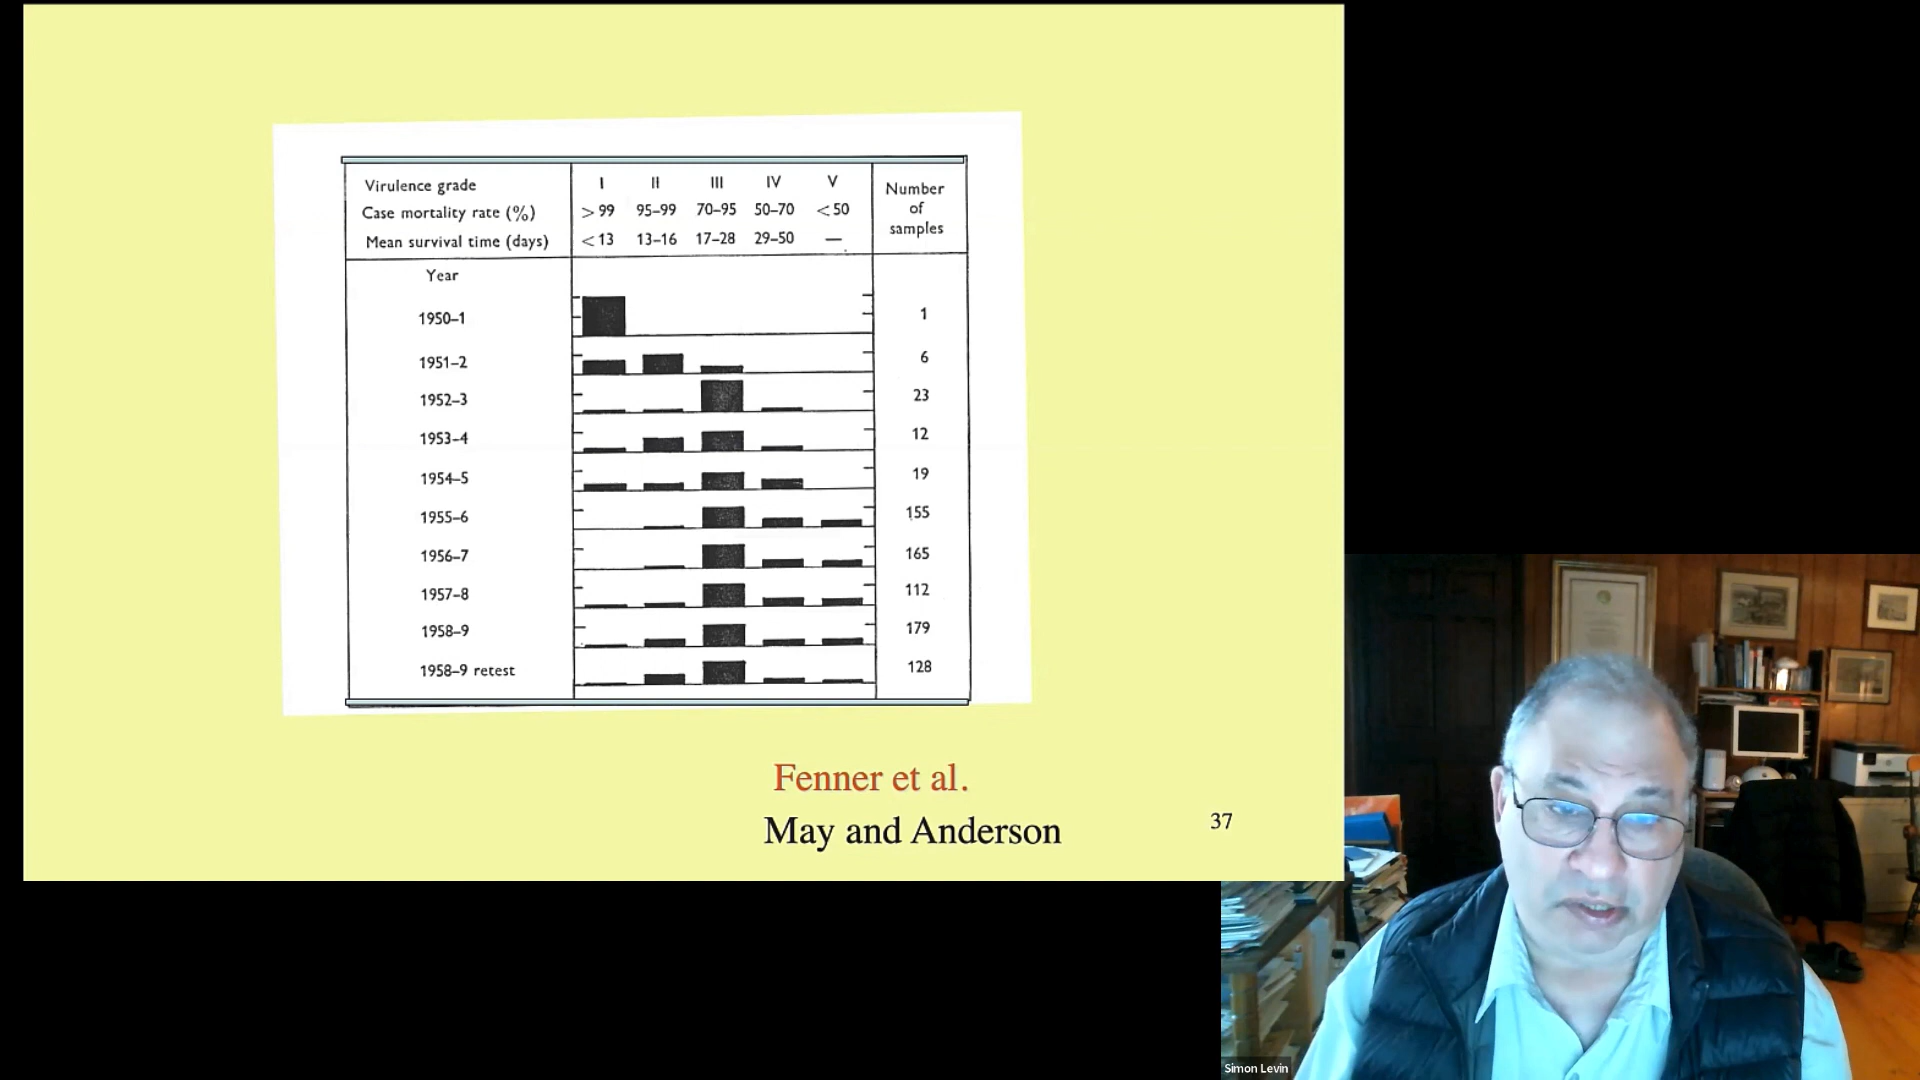 Virulence grade I II III IV V Number
Case mortality rate (%) > 99 95–99 70–95 50–70 < 50 of
Mean survival time (days) < 13 13–16 17–28 29–50 — samples
Year
1950–1 1
1951–2 6
1952–3 23
1953–4 12
1954–5 19
1955–6 155
1956–7 165
1957–8 112
1958–9 179
1958–9 retest 128
Fenner et al.
May and Anderson
37
Simon Levin